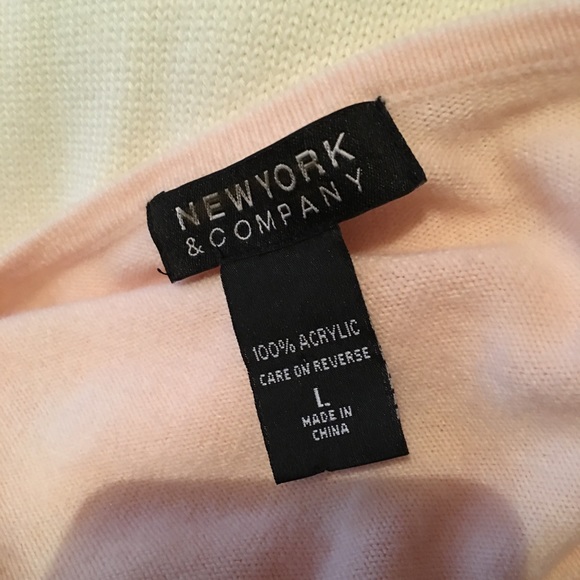 NEWYORK
& COMPANY
100% ACRYLIC
CARE ON REVERSE
L
MADE IN
CHINA